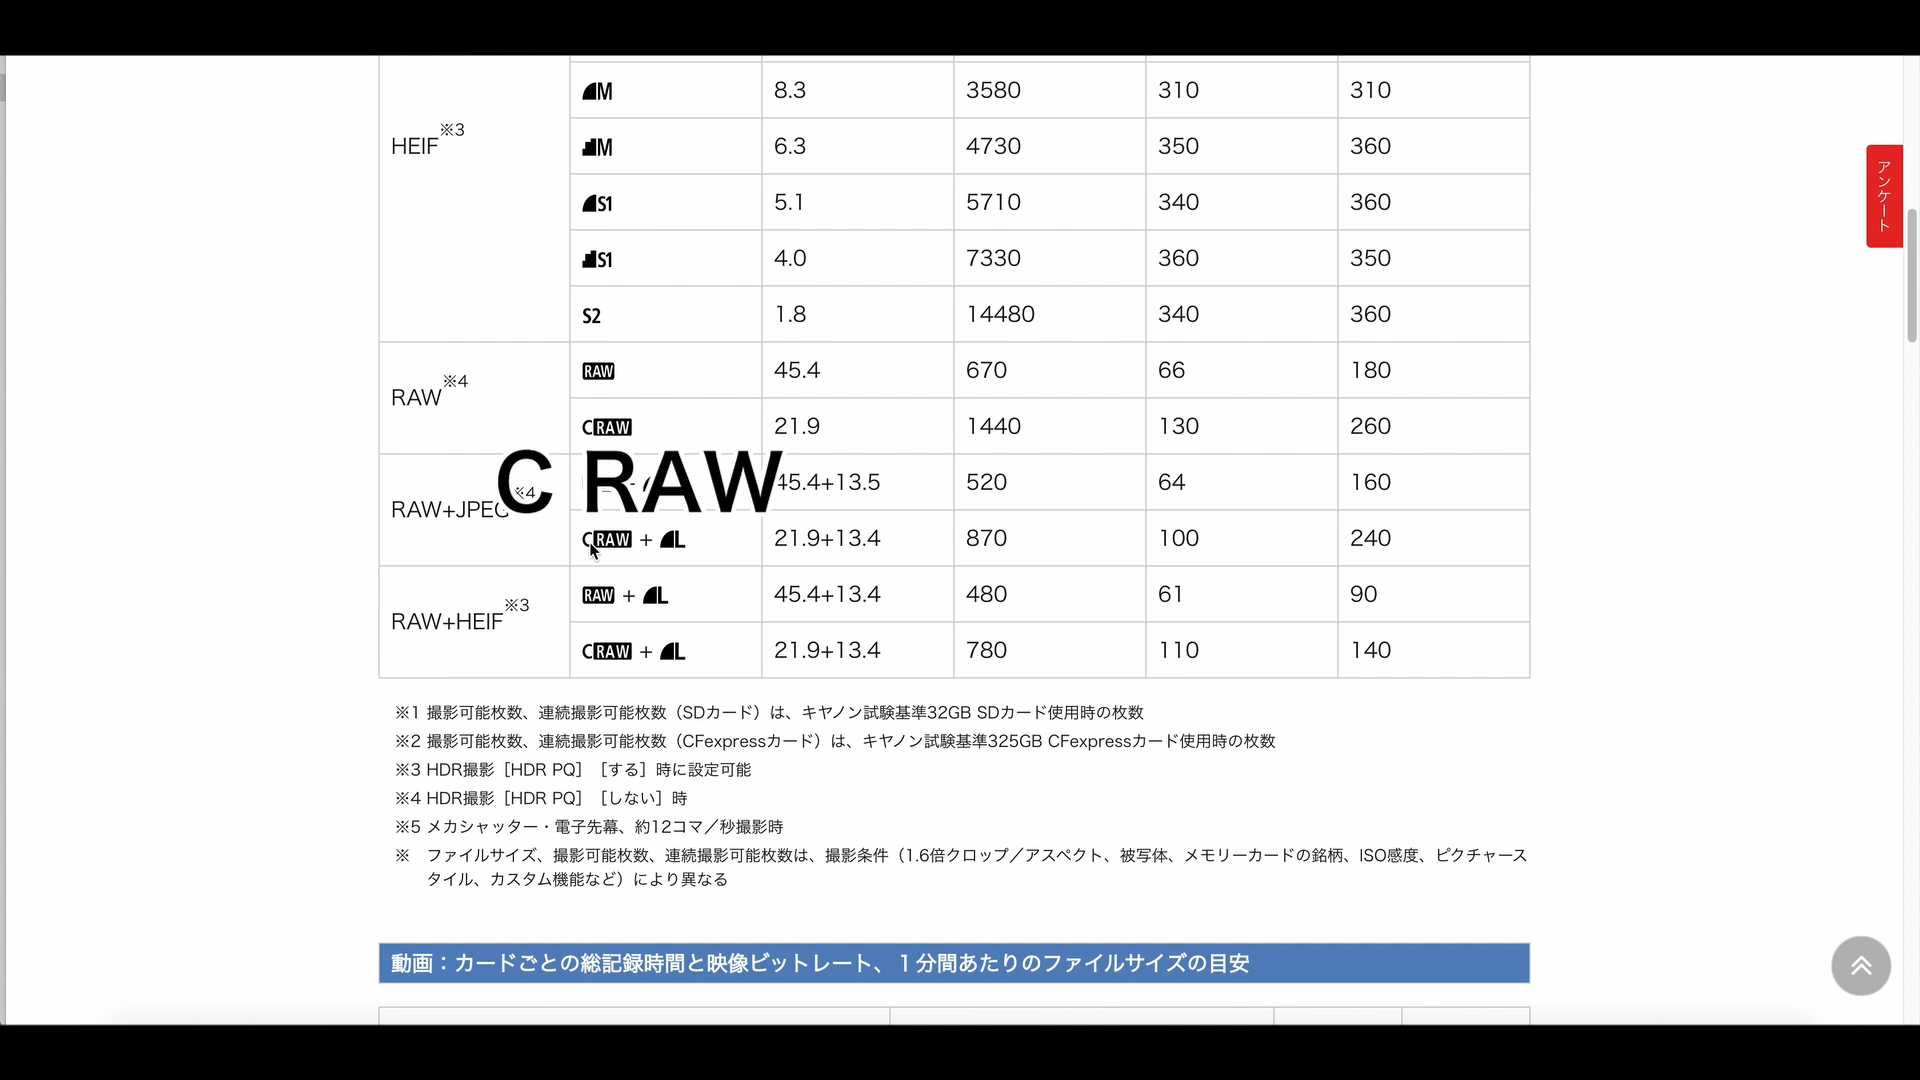 M 8.3 3580 310 310
HEIF※3 M 6.3 4730 350 360
S1 5.1 5710 340 360
S1 4.0 7330 360 350
S2 1.8 14480 340 360
RAW※4 RAW 45.4 670 66 180
CRAW 21.9 1440 130 260
C RAW
RAW+JPEG※4 45.4+13.5 520 64 160
CRAW + L 21.9+13.4 870 100 240
RAW+HEIF※3 RAW + L 45.4+13.4 480 61 90
CRAW + L 21.9+13.4 780 110 140
アンケート
※1 撮影可能枚数、連続撮影可能枚数（SDカード）は、キヤノン試験基準32GB SDカード使用時の枚数
※2 撮影可能枚数、連続撮影可能枚数（CFexpressカード）は、キヤノン試験基準325GB CFexpressカード使用時の枚数
※3 HDR撮影［HDR PQ］［する］時に設定可能
※4 HDR撮影［HDR PQ］［しない］時
※5 メカシャッター・電子先幕、約12コマ／秒撮影時
※ ファイルサイズ、撮影可能枚数、連続撮影可能枚数は、撮影条件（1.6倍クロップ／アスペクト、被写体、メモリーカードの銘柄、ISO感度、ピクチャース
タイル、カスタム機能など）により異なる
動画：カードごとの総記録時間と映像ビットレート、１分間あたりのファイルサイズの目安